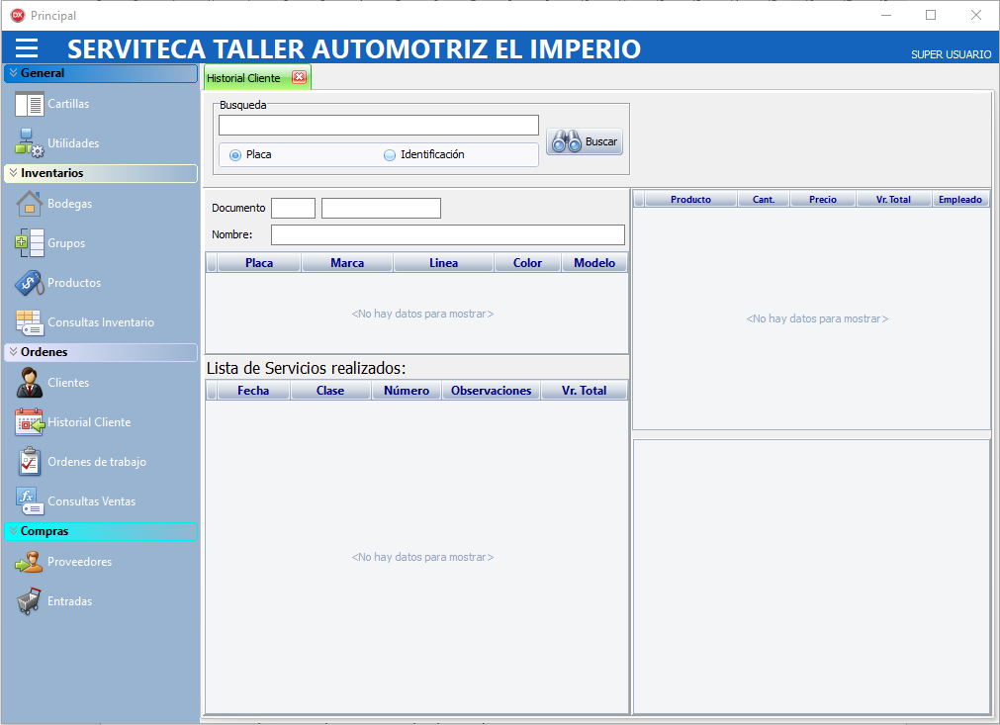 Principal
SERVITECA TALLER AUTOMOTRIZ EL IMPERIO
SUPER USUARIO
General
Cartillas
Utilidades
Inventarios
Bodegas
Grupos
Productos
Consultas Inventario
Ordenes
Clientes
Historial Cliente
Ordenes de trabajo
Consultas Ventas
Compras
Proveedores
Entradas
Historial Cliente
Busqueda
Placa Identificación
Buscar
Documento
Nombre:
Placa Marca Linea Color Modelo
<No hay datos para mostrar>
Lista de Servicios realizados:
Fecha Clase Número Observaciones Vr. Total
<No hay datos para mostrar>
Producto Cant. Precio Vr. Total Empleado
<No hay datos para mostrar>